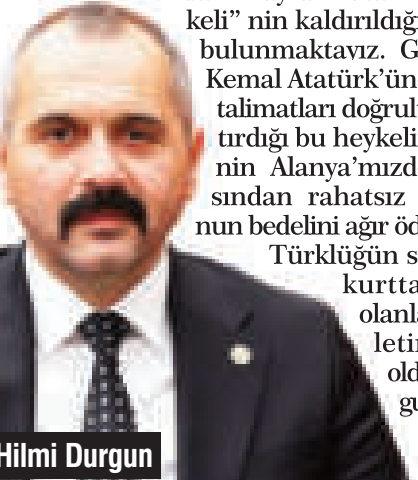 keli” nin kaldırıldığı
bulunmaktayız. G
Kemal Atatürk’ün
talimatları doğrul
tırdığı bu heykeli
nin Alanya’mızd
sından rahatsız
nun bedelini ağır öd
Türklüğün s
kurtta
olanla
letin
old
gu
Hilmi Durgun